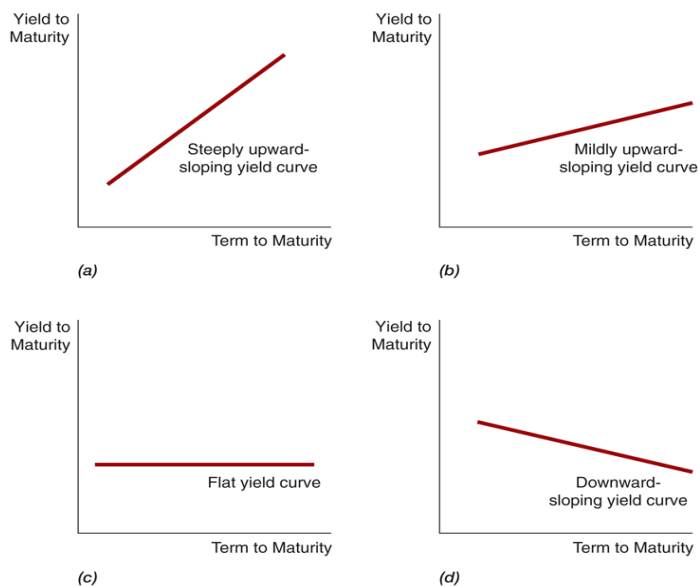 Yield to
Maturity
Steeply upward-
sloping yield curve
Term to Maturity
(a)
Yield to
Maturity
Mildly upward-
sloping yield curve
Term to Maturity
(b)
Yield to
Maturity
Flat yield curve
Term to Maturity
(c)
Yield to
Maturity
Downward-
sloping yield curve
Term to Maturity
(d)